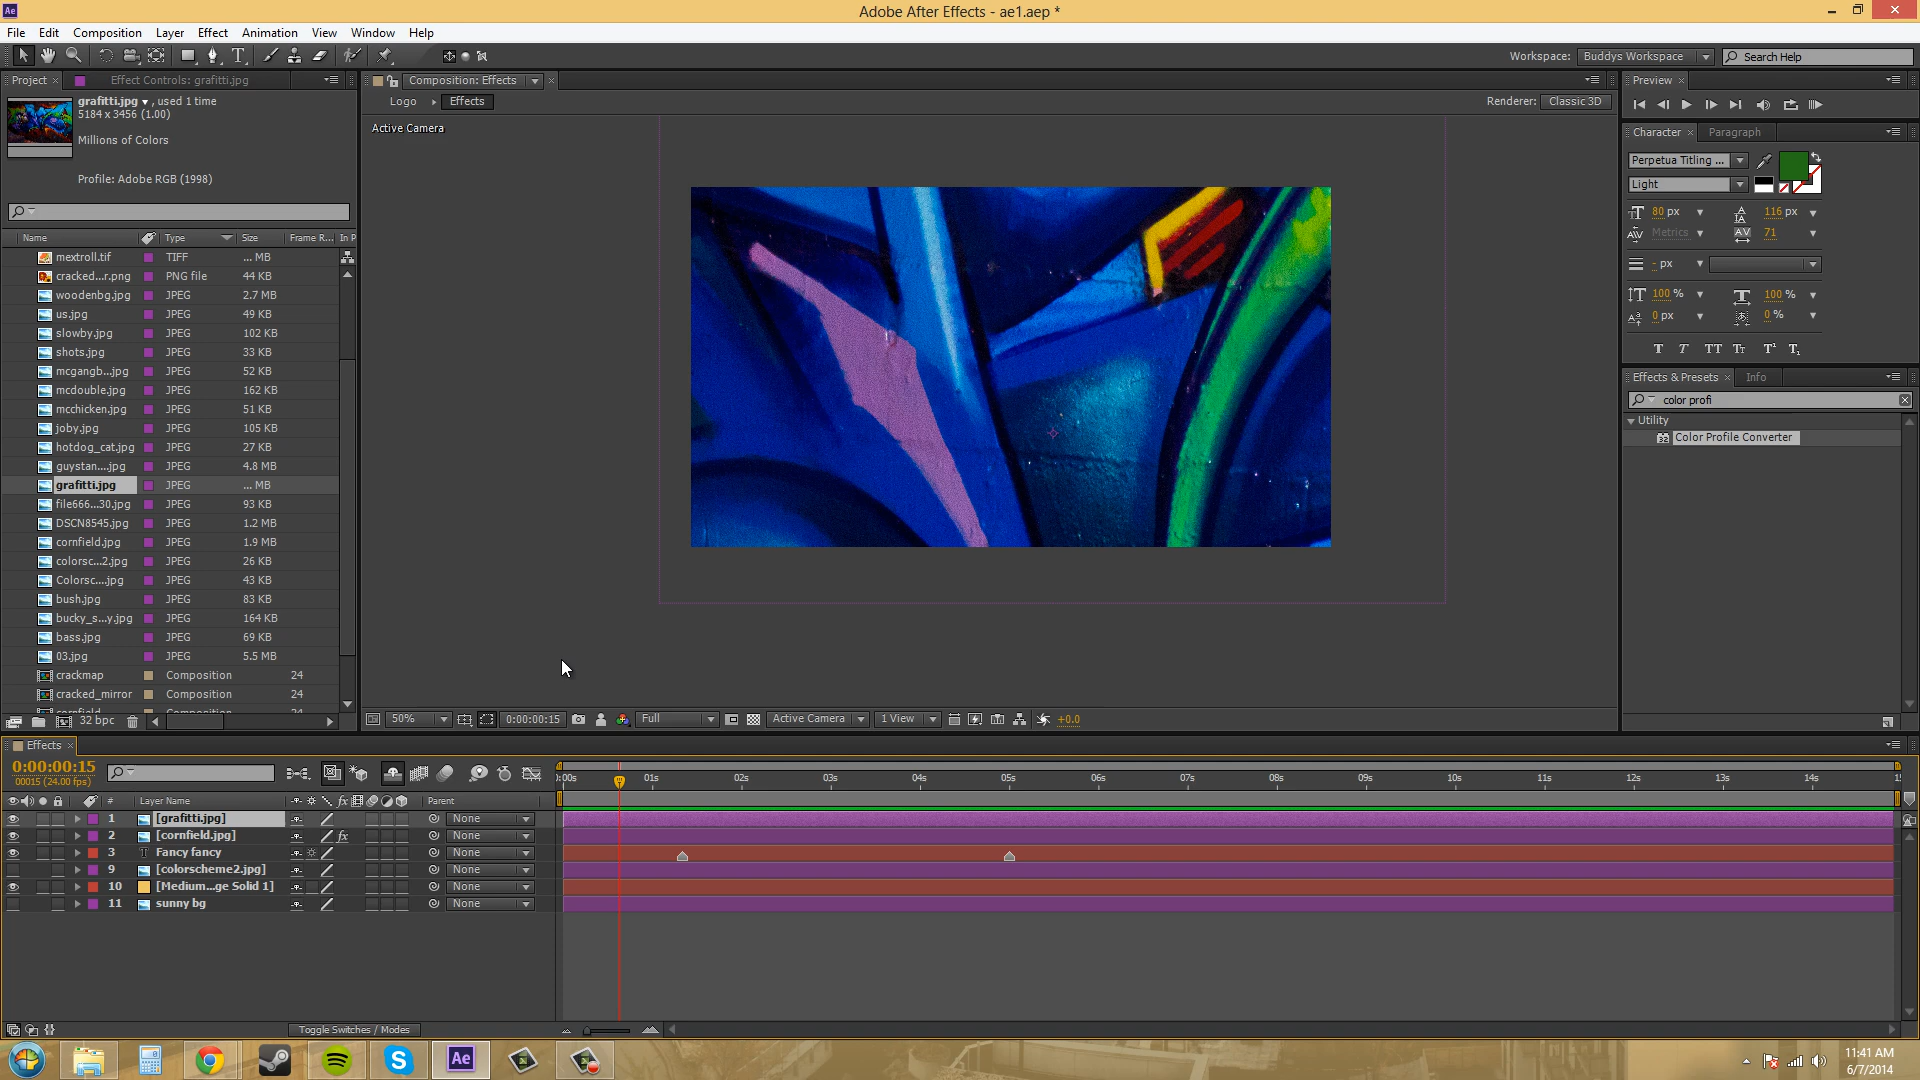 Adobe After Effects - ae1.aep *
File Edit Composition Layer Effect Animation View Window Help
Workspace: Buddys Workspace Search Help
Project Effect Controls: grafitti.jpg
grafitti.jpg , used 1 time
5184 x 3456 (1.00)
Millions of Colors
Profile: Adobe RGB (1998)
Name Type Size Frame R... In P
mextroll.tif TIFF ... MB
cracked...r.png PNG file 44 KB
woodenbg.jpg JPEG 2.7 MB
us.jpg JPEG 49 KB
slowby.jpg JPEG 102 KB
shots.jpg JPEG 33 KB
mcgangb...jpg JPEG 52 KB
mcdouble.jpg JPEG 162 KB
mcchicken.jpg JPEG 51 KB
joby.jpg JPEG 105 KB
hotdog_cat.jpg JPEG 27 KB
guystan....jpg JPEG 4.8 MB
grafitti.jpg JPEG ... MB
file666...30.jpg JPEG 93 KB
DSCN8545.jpg JPEG 1.2 MB
cornfield.jpg JPEG 1.9 MB
colorsc...2.jpg JPEG 26 KB
Colorsc....jpg JPEG 43 KB
bush.jpg JPEG 83 KB
bucky_s...y.jpg JPEG 164 KB
bass.jpg JPEG 69 KB
03.jpg JPEG 5.5 MB
crackmap Composition 24
cracked_mirror Composition 24
32 bpc
Composition: Effects
Logo Effects
Renderer: Classic 3D
Active Camera
50% 0:00:00:15 Full Active Camera 1 View +0.0
Preview
Character Paragraph
Perpetua Titling ...
Light
80 px 116 px
Metrics 71
- px
100 % 100 %
0 px 0 %
T T TT Tr T¹ T₁
Effects & Presets Info
color profi
Utility
32 Color Profile Converter
Effects
0:00:00:15
00015 (24.00 fps)
):00s 01s 02s 03s 04s 05s 06s 07s 08s 09s 10s 11s 12s 13s 14s 15
# Layer Name fx Parent
1 [grafitti.jpg] None
2 [cornfield.jpg] fx None
3 T Fancy fancy None
9 [colorscheme2.jpg] None
10 [Medium...ge Solid 1] None
11 sunny bg None
Toggle Switches / Modes
Ae
11:41 AM
6/7/2014